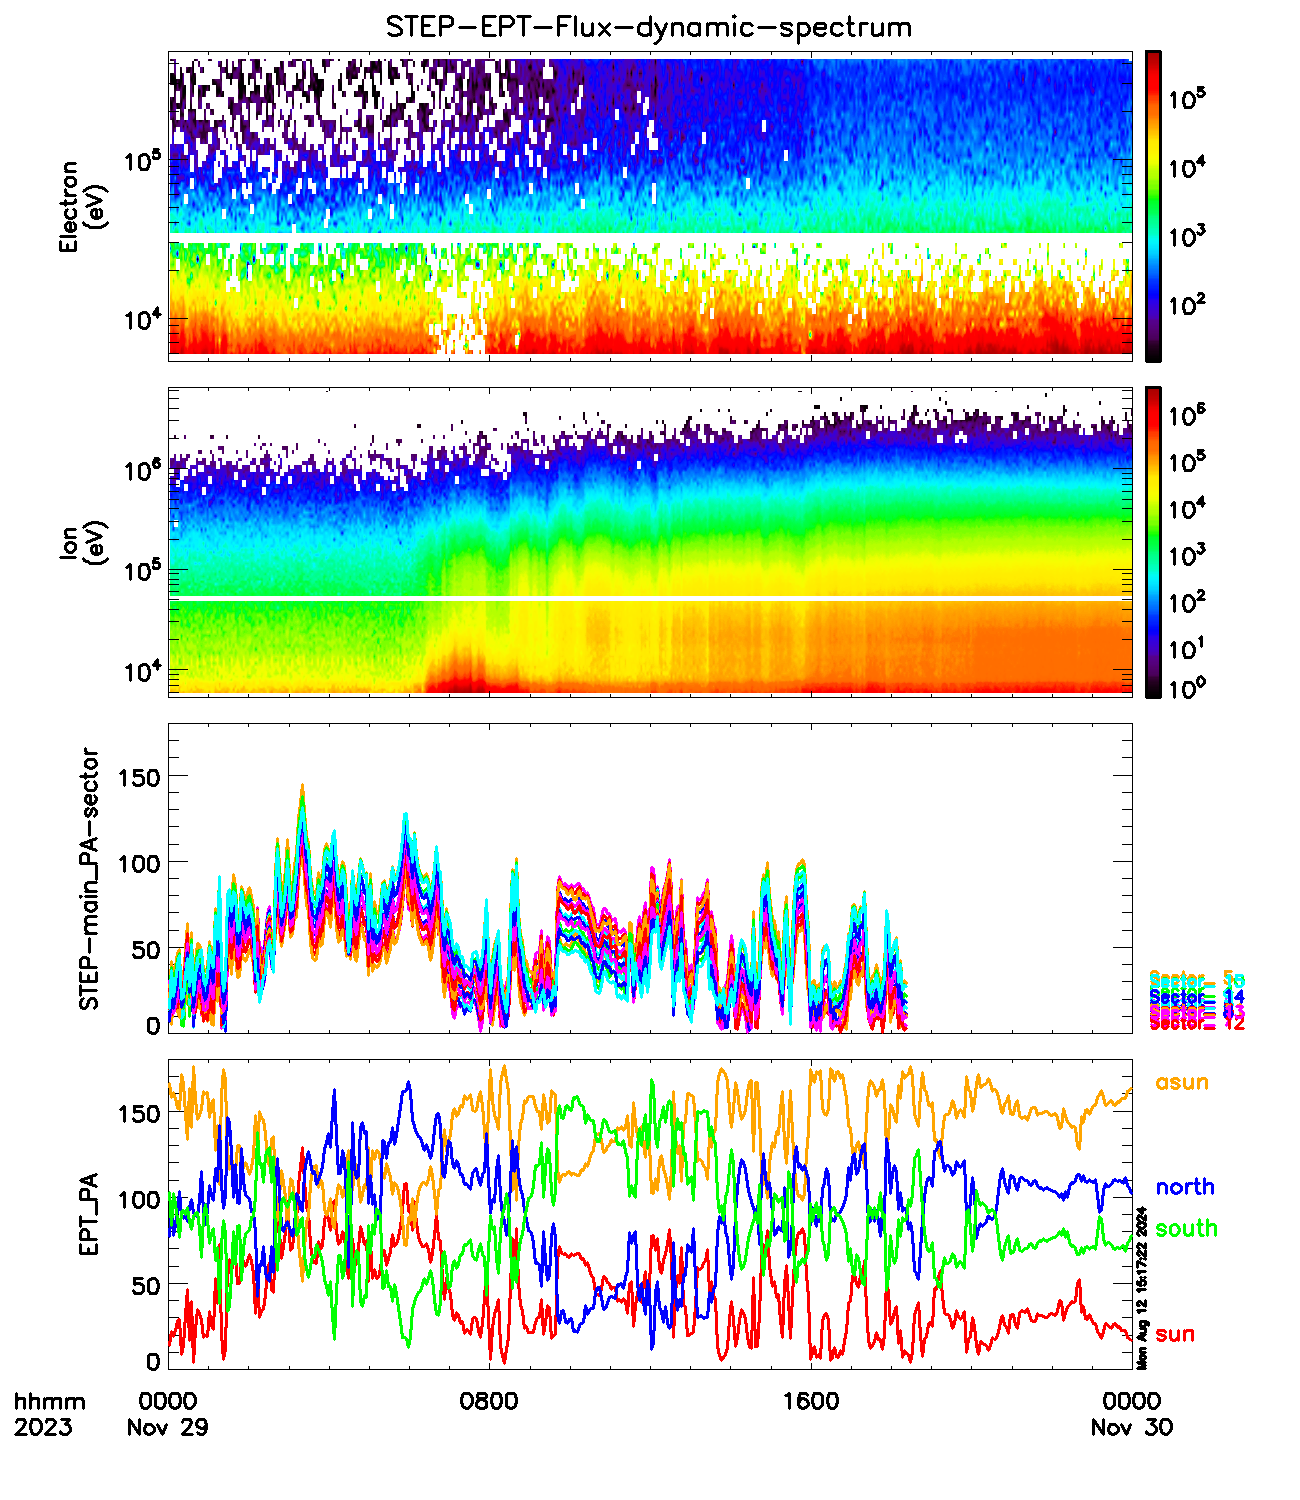 STEP-EPT-Flux-dynamic-spectrum
Electron
(eV)
10^5
10^4
10^5
10^4
10^3
10^2
Ion
(eV)
10^6
10^5
10^4
10^6
10^5
10^4
10^3
10^2
10^1
10^0
STEP-main_PA-sector
150
100
50
0
Sector_ 14
Sector_ 12
EPT_PA
150
100
50
0
asun
north
south
sun
Mon Aug 12 16:17:22 2024
hhmm
2023
0000
Nov 29
0800
1600
0000
Nov 30